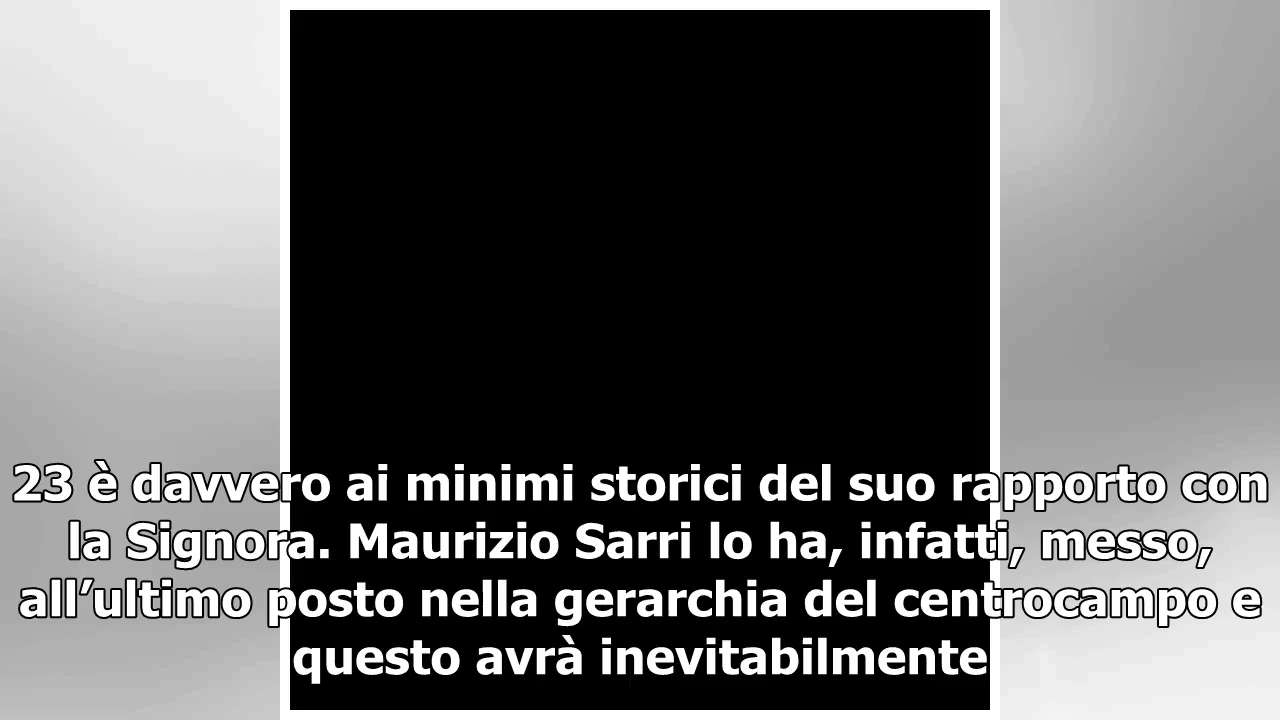 23 è davvero ai minimi storici del suo rapporto con
la Signora. Maurizio Sarri lo ha, infatti, messo,
all’ultimo posto nella gerarchia del centrocampo e
questo avrà inevitabilmente